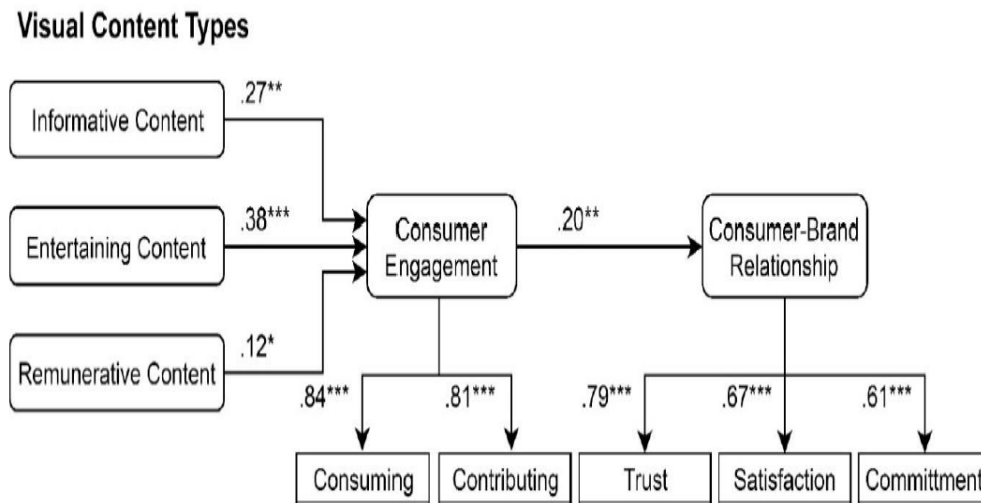 Visual Content Types
.27**
Informative Content
.38***
Entertaining Content
Consumer
Engagement
.20**
Consumer-Brand
Relationship
.12*
Remunerative Content
.84***
.81***
.79***
.67***
.61***
Consuming
Contributing
Trust
Satisfaction
Committment